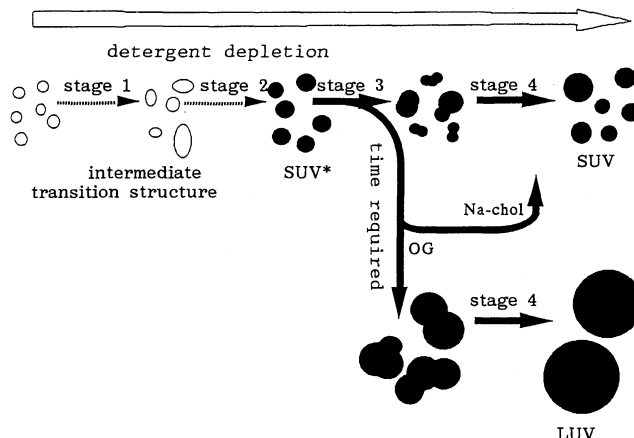 detergent depletion
stage 1
stage 2
stage 3
stage 4
intermediate
transition structure
SUV*
SUV
time required
Na-chol
OG
stage 4
LUV